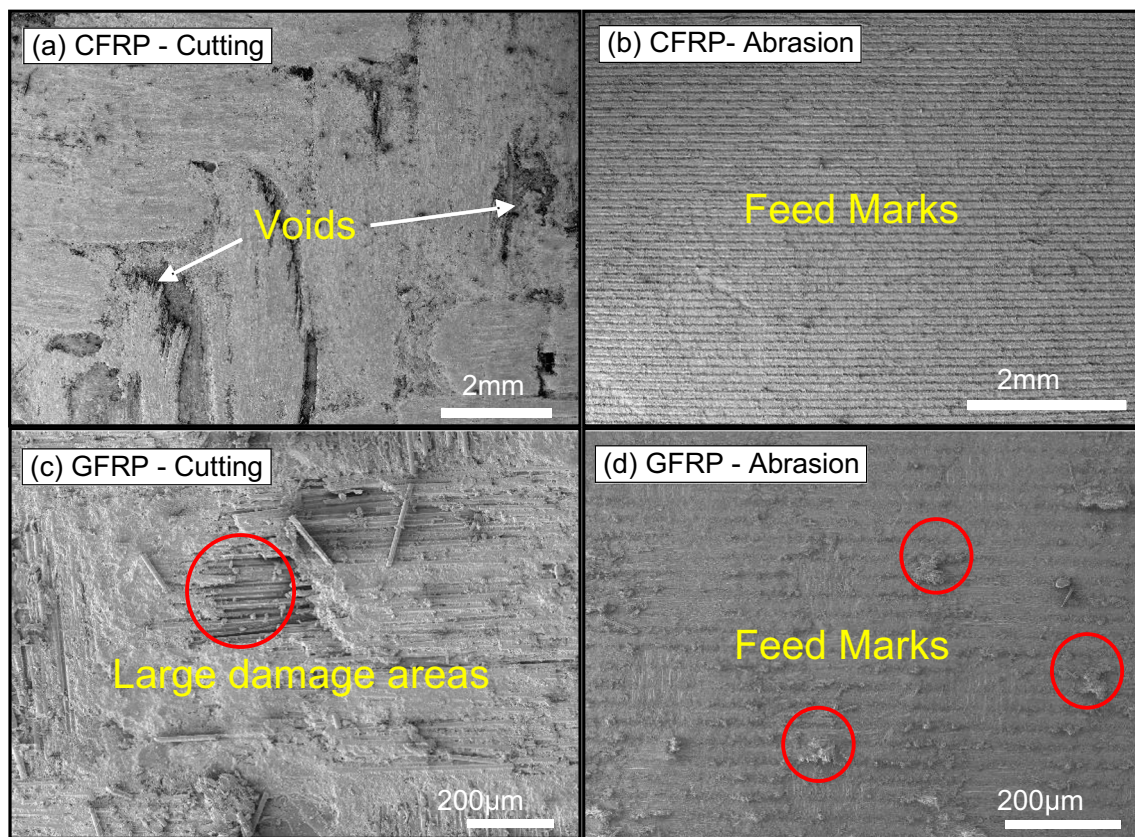 (a) CFRP - Cutting
Voids
2mm
(b) CFRP- Abrasion
Feed Marks
2mm
(c) GFRP - Cutting
Large damage areas
200μm
(d) GFRP - Abrasion
Feed Marks
200μm